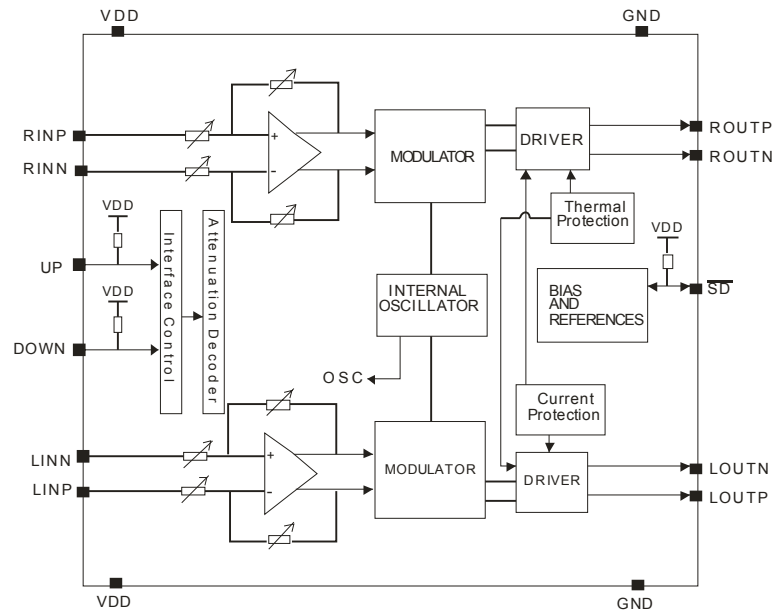 VDD
GND
RINP
RINN
+
-
MODULATOR
DRIVER
ROUTP
ROUTN
Thermal
Protection
VDD
UP
VDD
DOWN
Interface Control
Attenuation Decoder
INTERNAL
OSCILLATOR
OSC
BIAS
AND
REFERENCES
VDD
SD
Current
Protection
LINN
LINP
+
-
MODULATOR
DRIVER
LOUTN
LOUTP
VDD
GND